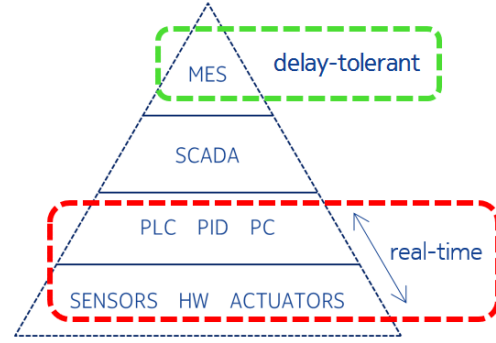 MES delay-tolerant
SCADA
PLC PID PC
real-time
SENSORS HW ACTUATORS